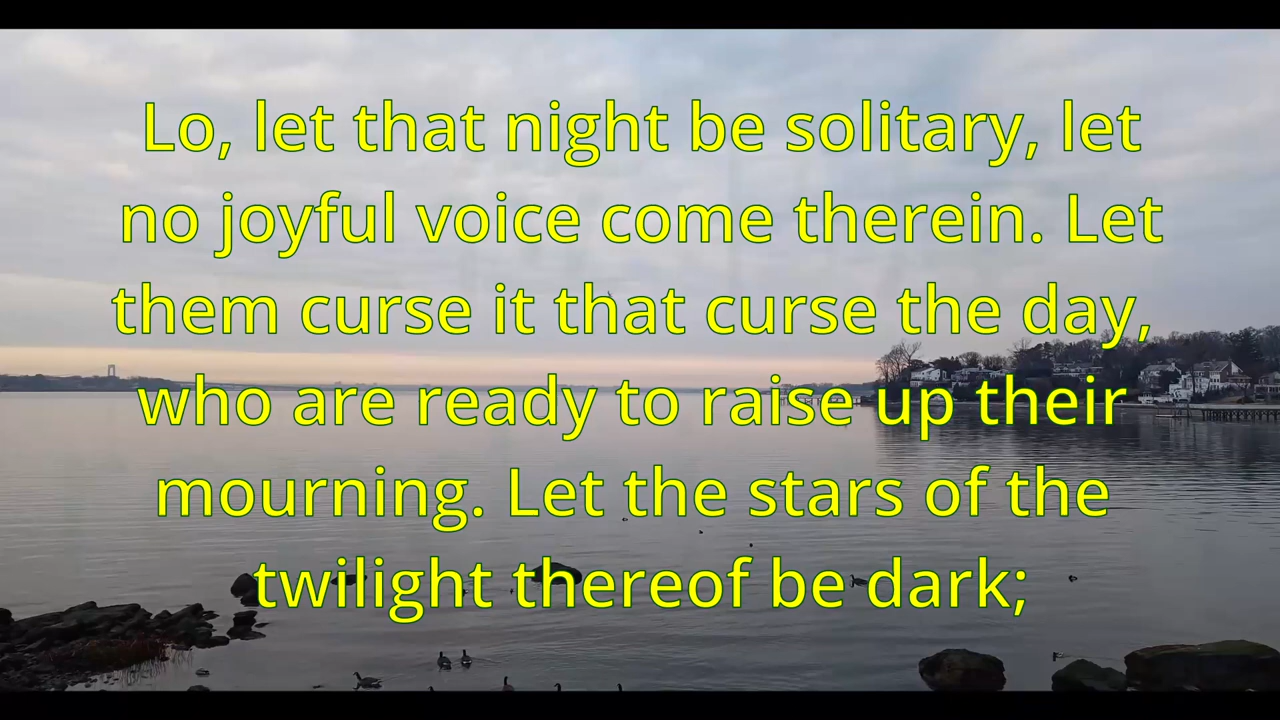 Lo, let that night be solitary, let
no joyful voice come therein. Let
them curse it that curse the day,
who are ready to raise up their
mourning. Let the stars of the
twilight thereof be dark;